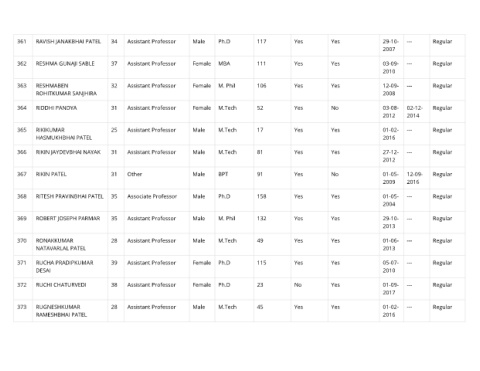 361 RAVISH JANAKBHAI PATEL 34 Assistant Professor Male Ph.D 117 Yes Yes 29-10- --- Regular
2007
362 RESHMA GUNAJI SABLE 37 Assistant Professor Female MBA 111 Yes Yes 03-09- --- Regular
2010
363 RESHMABEN 32 Assistant Professor Female M. Phil 106 Yes Yes 12-09- --- Regular
ROHITKUMAR SANJHIRA 2008
364 RIDDHI PANDYA 31 Assistant Professor Female M.Tech 52 Yes No 03-08- 02-12- Regular
2012 2014
365 RIKIKUMAR 25 Assistant Professor Male M.Tech 17 Yes Yes 01-02- --- Regular
HASMUKHBHAI PATEL 2016
366 RIKIN JAYDEVBHAI NAYAK 31 Assistant Professor Male M.Tech 81 Yes Yes 27-12- --- Regular
2012
367 RIKIN PATEL 31 Other Male BPT 91 Yes No 01-05- 12-09- Regular
2009 2016
368 RITESH PRAVINBHAI PATEL 35 Associate Professor Male Ph.D 158 Yes Yes 01-05- --- Regular
2004
369 ROBERT JOSEPH PARMAR 35 Assistant Professor Male M. Phil 132 Yes Yes 29-10- --- Regular
2013
370 RONAKKUMAR 28 Assistant Professor Male M.Tech 49 Yes Yes 01-06- --- Regular
NATAVARLAL PATEL 2013
371 RUCHA PRADIPKUMAR 39 Assistant Professor Female Ph.D 115 Yes Yes 05-07- --- Regular
DESAI 2010
372 RUCHI CHATURVEDI 38 Assistant Professor Female Ph.D 23 No Yes 01-09- --- Regular
2017
373 RUGNESHKUMAR 28 Assistant Professor Male M.Tech 45 Yes Yes 01-02- --- Regular
RAMESHBHAI PATEL 2016